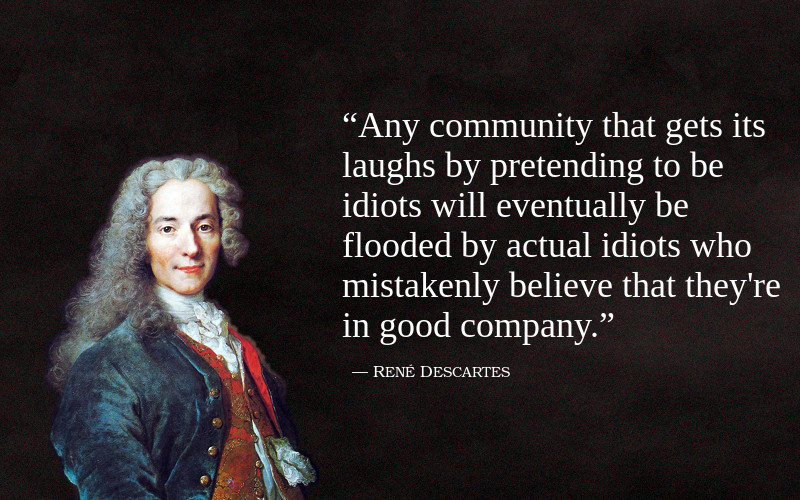 “Any community that gets its
laughs by pretending to be
idiots will eventually be
flooded by actual idiots who
mistakenly believe that they're
in good company.”
— RENÉ DESCARTES